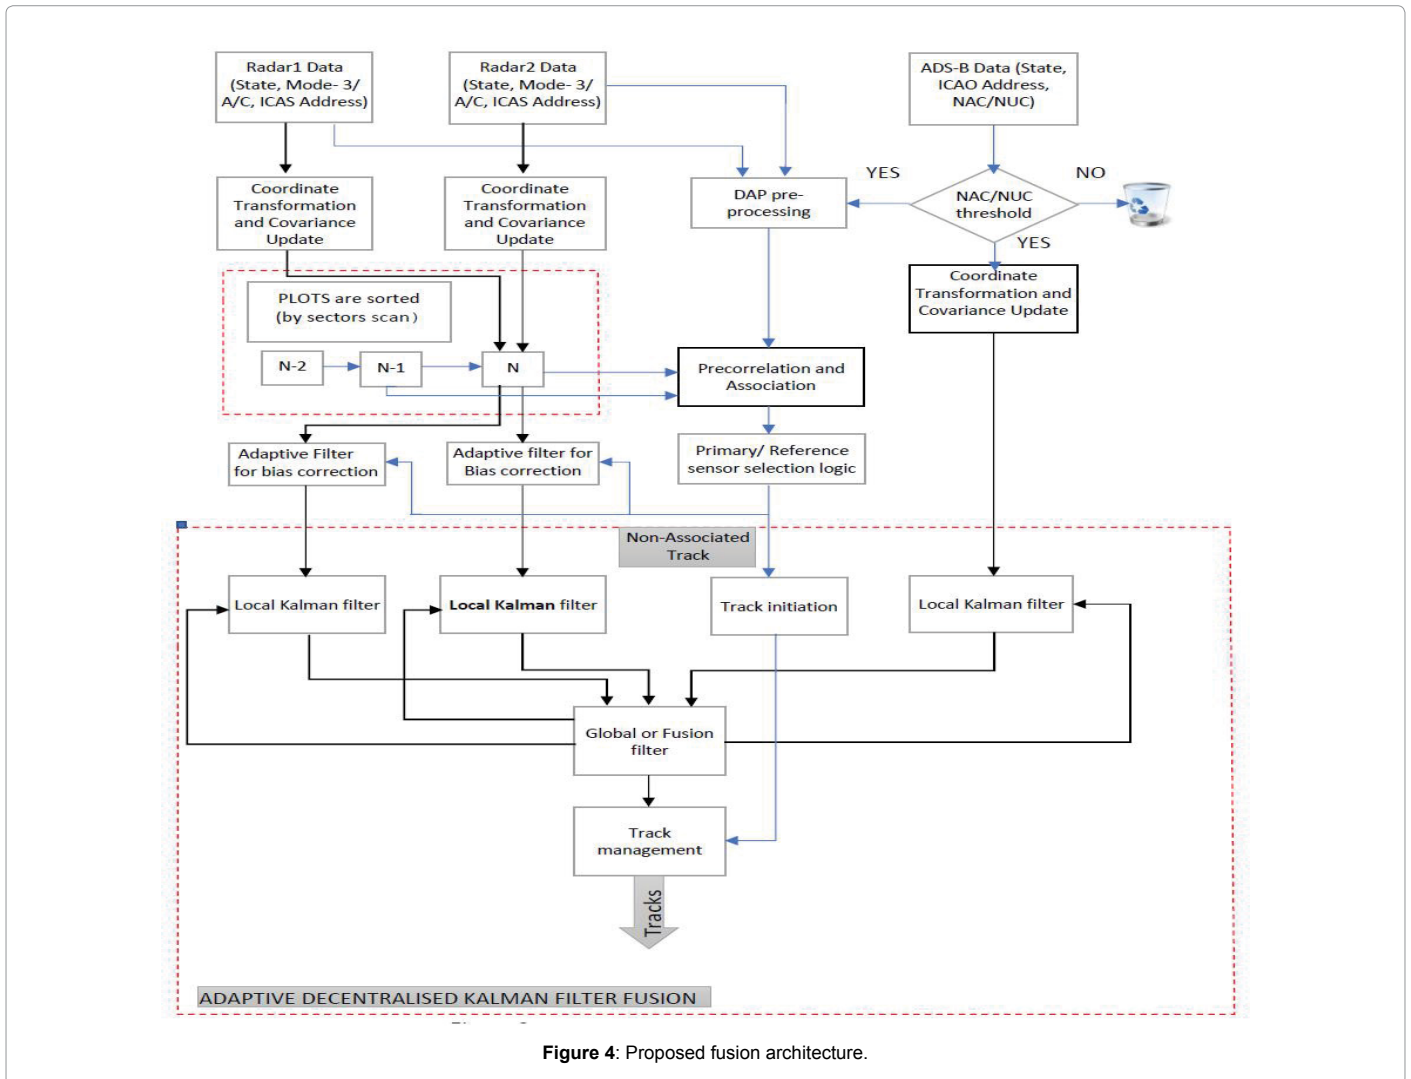 Radar1 Data
(State, Mode- 3/
A/C, ICAS Address)
Radar2 Data
(State, Mode- 3/
A/C, ICAS Address)
ADS-B Data (State,
ICAO Address,
NAC/NUC)
Coordinate
Transformation
and Covariance
Update
Coordinate
Transformation
and Covariance
Update
DAP pre-
processing
YES
NAC/NUC
threshold
NO
YES
Coordinate
Transformation and
Covariance Update
PLOTS are sorted
(by sectors scan)
N-2
N-1
N
Precorrelation and
Association
Adaptive Filter
for bias correction
Adaptive filter for
Bias correction
Primary/ Reference
sensor selection logic
Non-Associated
Track
Local Kalman filter
Local Kalman filter
Track initiation
Local Kalman filter
Global or Fusion
filter
Track
management
Tracks
ADAPTIVE DECENTRALISED KALMAN FILTER FUSION
Figure 4: Proposed fusion architecture.